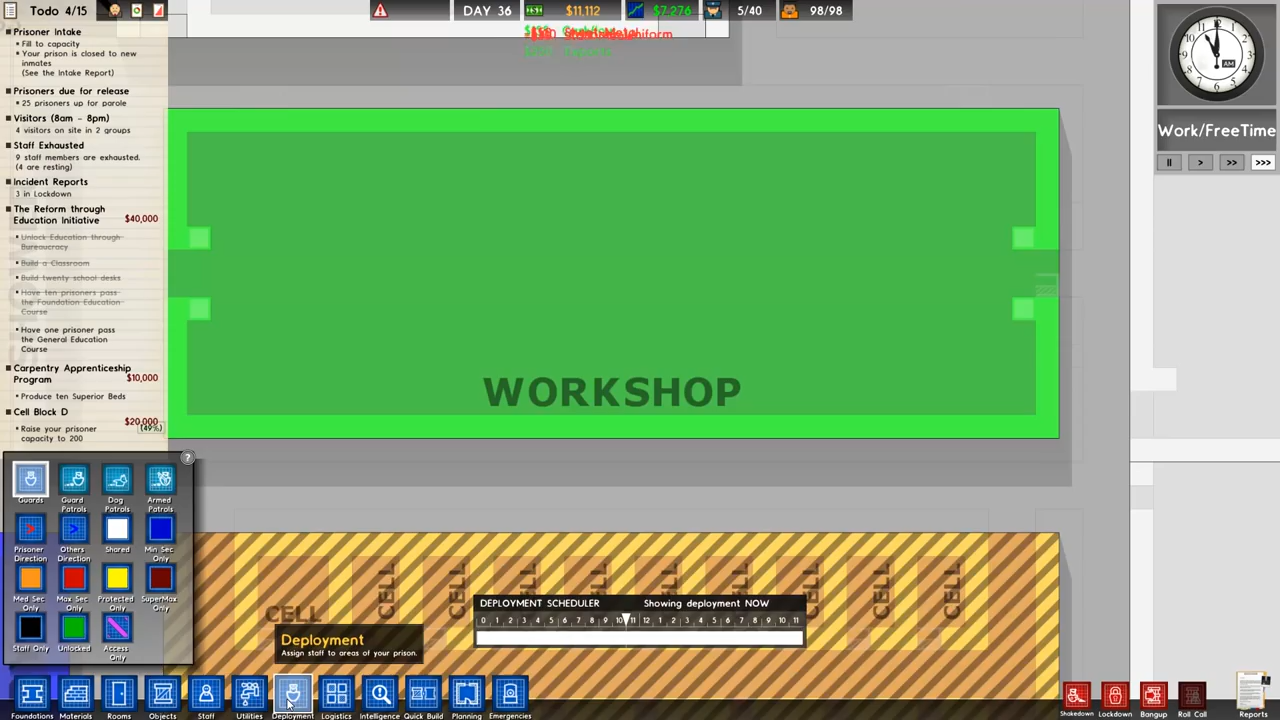 Todo 4/15
DAY 36
$11,112
$7,276
5/40
98/98
Prisoner Intake
Fill to capacity
Your prison is closed to new
inmates
(See the Intake Report)
Prisoners due for release
25 prisoners up for parole
Visitors (8am - 8pm)
4 visitors on site in 2 groups
Staff Exhausted
9 staff members are exhausted.
(4 are resting)
Incident Reports
3 in Lockdown
The Reform through
Education Initiative
$40,000
Unlock Education through
Bureaucracy
Build a Classroom
Build twenty school desks
Have ten prisoners pass
the Foundation Education
Course
Have one prisoner pass
the General Education
Course
Carpentry Apprenticeship
Program
$10,000
Produce ten Superior Beds
Cell Block D
$20,000
Raise your prisoner
capacity to 200
(49%)
AM
Work/FreeTime
II > >> >>>
WORKSHOP
?
Guards
Guard
Patrols
Dog
Patrols
Armed
Patrols
Prisoner
Direction
Others
Direction
Shared
Min Sec
Only
Med Sec
Only
Max Sec
Only
Protected
Only
SuperMax
Only
Staff Only
Unlocked
Access
Only
CELL
CELL
CELL
CELL
CELL
CELL
CELL
CELL
CELL
CELL
DEPLOYMENT SCHEDULER Showing deployment NOW
0 1 2 3 4 5 6 7 8 9 10 11 12 1 2 3 4 5 6 7 8 9 10 11
Deployment
Assign staff to areas of your prison.
Foundations
Materials
Rooms
Objects
Staff
Utilities
Deployment
Logistics
Intelligence
Quick Build
Planning
Emergencies
Shakedown
Lockdown
Bangup
Roll Call
Reports